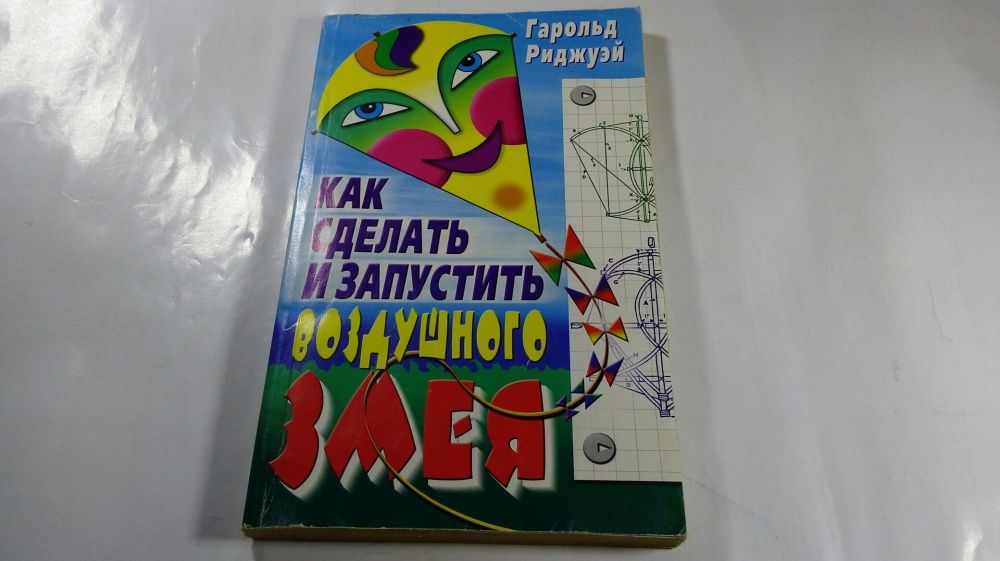 Гарольд
Риджуэй
КАК
СДЕЛАТЬ
И ЗАПУСТИТЬ
ВОЗДУШНОГО
ЗМЕЯ